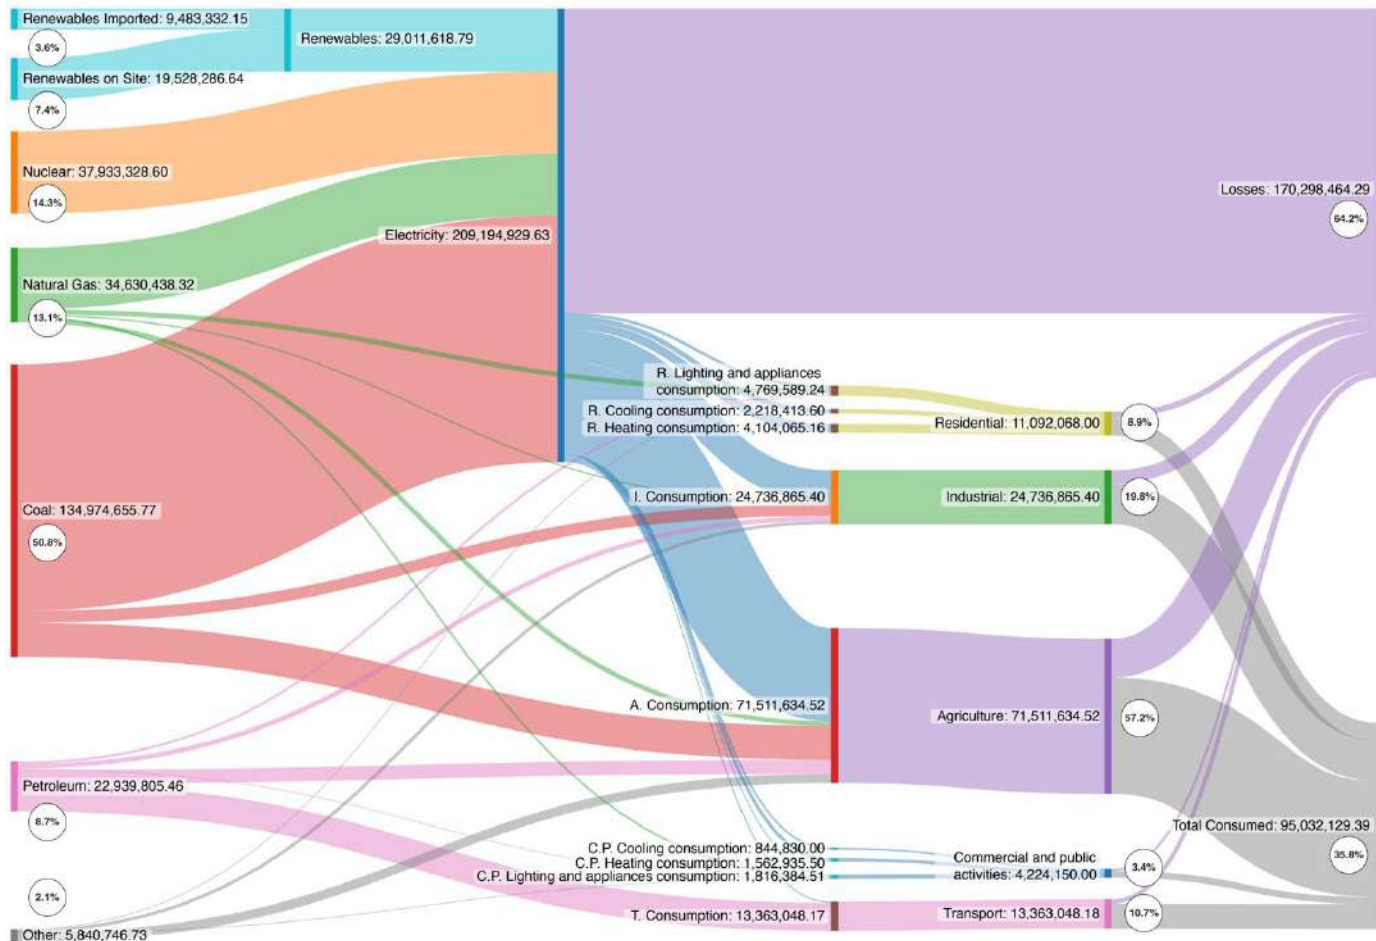 Renewables Imported: 9,483,332.15
3.6%
Renewables: 29,011,618.79
Renewables on Site: 19,528,286.64
7.4%
Nuclear: 37,933,328.60
14.3%
Losses: 170,298,464.29
64.2%
Electricity: 209,194,929.63
Natural Gas: 34,630,438.32
13.1%
R. Lighting and appliances
consumption: 4,769,589.24
R. Cooling consumption: 2,218,413.60
R. Heating consumption: 4,104,065.16
Residential: 11,092,068.00
8.9%
I. Consumption: 24,736,865.40
Industrial: 24,736,865.40
19.8%
Coal: 134,974,655.77
50.8%
A. Consumption: 71,511,634.52
Agriculture: 71,511,634.52
57.2%
Petroleum: 22,939,805.46
8.7%
Total Consumed: 95,032,129.39
35.8%
C.P. Cooling consumption: 844,830.00
C.P. Heating consumption: 1,562,935.50
C.P. Lighting and appliances consumption: 1,816,384.51
Commercial and public
activities: 4,224,150.00
3.4%
T. Consumption: 13,363,048.17
Transport: 13,363,048.18
10.7%
2.1%
Other: 5,840,746.73